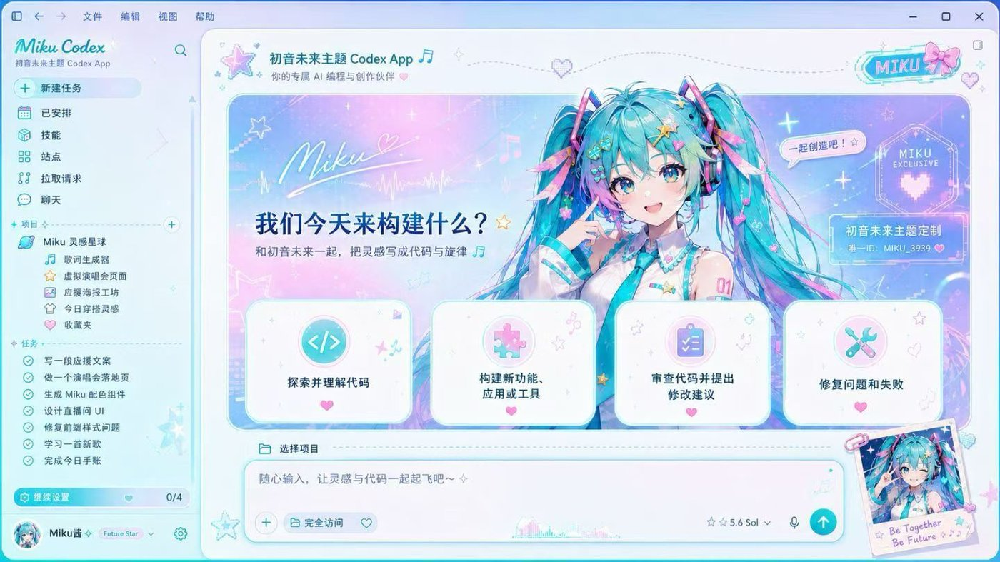 文件 编辑 视图 帮助
Miku Codex
初音未来主题 Codex App
新建任务
已安排
技能
站点
拉取请求
聊天
项目
Miku 灵感星球
歌词生成器
虚拟演唱会页面
应援海报工坊
今日穿搭灵感
收藏夹
任务
写一段应援文案
做一个演唱会落地页
生成 Miku 配色组件
设计直播间 UI
修复前端样式问题
学习一首新歌
完成今日手账
继续设置 0/4
Miku酱 Future Star
初音未来主题 Codex App
你的专属 AI 编程与创作伙伴
MIKU
Miku
一起创造吧！
MIKU
EXCLUSIVE
我们今天来构建什么？
和初音未来一起，把灵感写成代码与旋律
初音未来主题定制
唯一ID: MIKU_3939
01
</>
探索并理解代码
构建新功能、
应用或工具
审查代码并提出
修改建议
修复问题和失败
选择项目
随心输入，让灵感与代码一起起飞吧～
完全访问
5.6 Sol
Be Together
Be Future